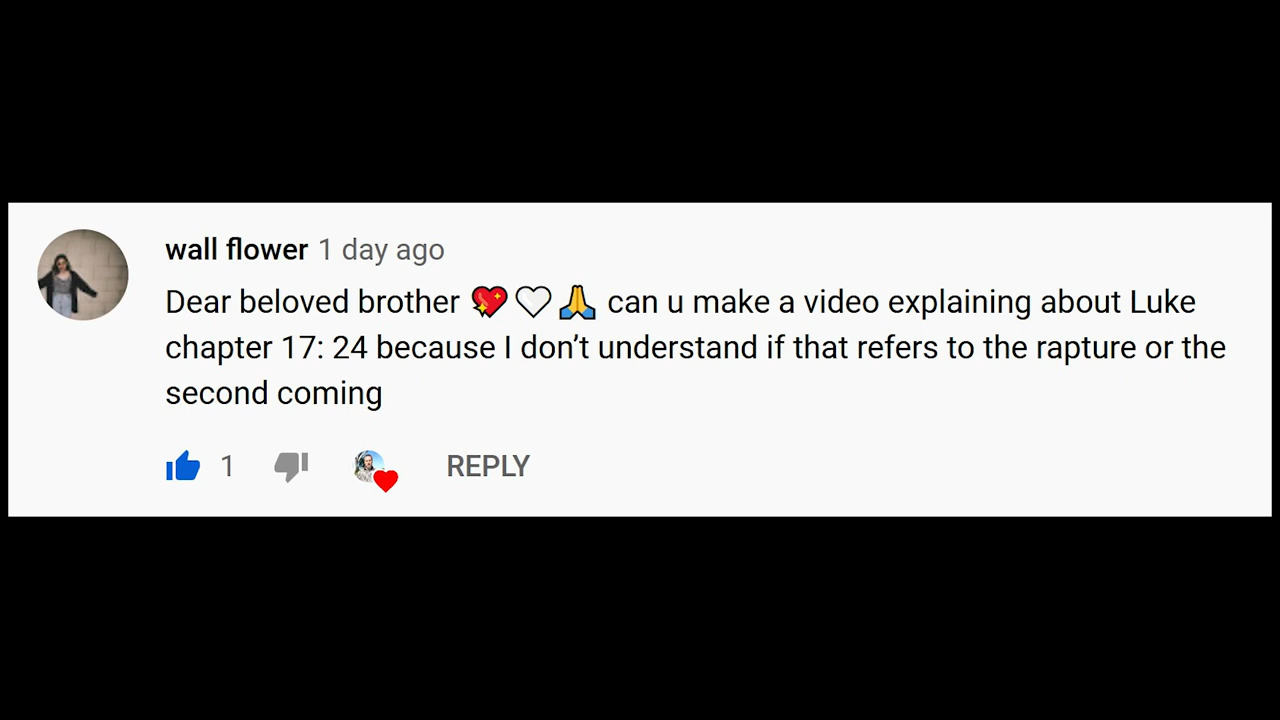 wall flower 1 day ago
Dear beloved brother 💖🤍🙏 can u make a video explaining about Luke
chapter 17: 24 because I don’t understand if that refers to the rapture or the
second coming
1 REPLY